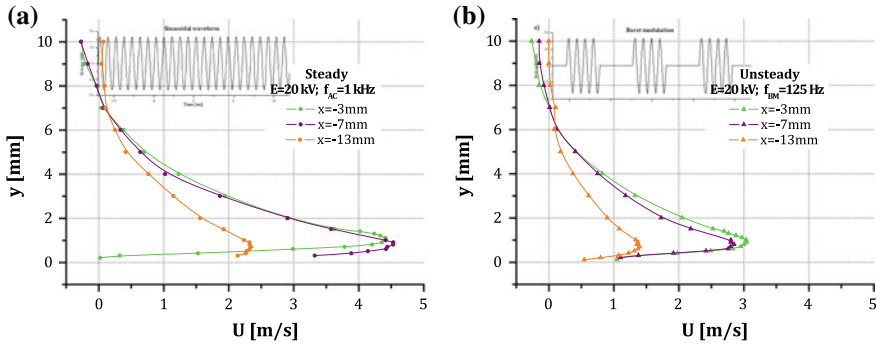 (a)
Sinusoidal waveform
Time [ms]
Steady
E=20 kV; fAC=1 kHz
x=-3mm
x=-7mm
x=-13mm
y [mm]
10
8
6
4
2
0
0 1 2 3 4 5
U [m/s]
(b)
a)
Burst modulation
Unsteady
E=20 kV; fBM=125 Hz
x=-3mm
x=-7mm
x=-13mm
y [mm]
10
8
6
4
2
0
0 1 2 3 4 5
U [m/s]